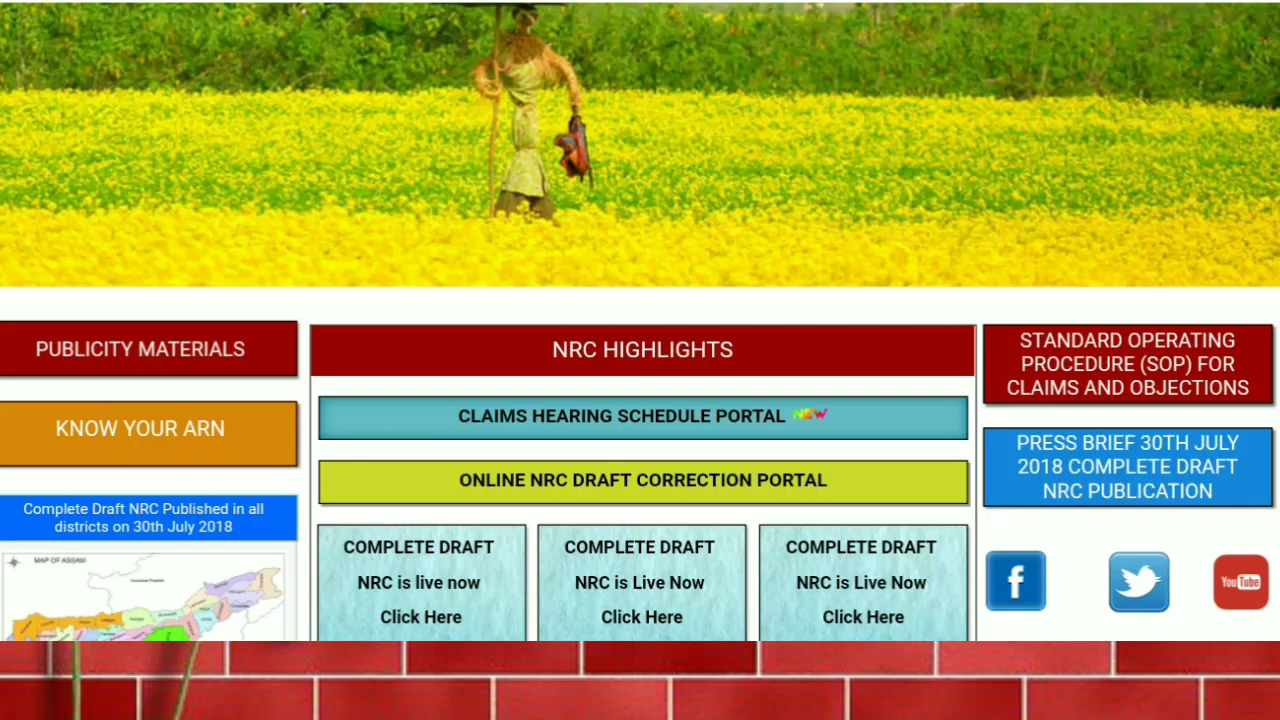 PUBLICITY MATERIALS
KNOW YOUR ARN
Complete Draft NRC Published in all
districts on 30th July 2018
MAP OF ASSAM
NRC HIGHLIGHTS
CLAIMS HEARING SCHEDULE PORTAL NEW
ONLINE NRC DRAFT CORRECTION PORTAL
COMPLETE DRAFT
NRC is live now
Click Here
COMPLETE DRAFT
NRC is Live Now
Click Here
COMPLETE DRAFT
NRC is Live Now
Click Here
STANDARD OPERATING
PROCEDURE (SOP) FOR
CLAIMS AND OBJECTIONS
PRESS BRIEF 30TH JULY
2018 COMPLETE DRAFT
NRC PUBLICATION
f
You Tube